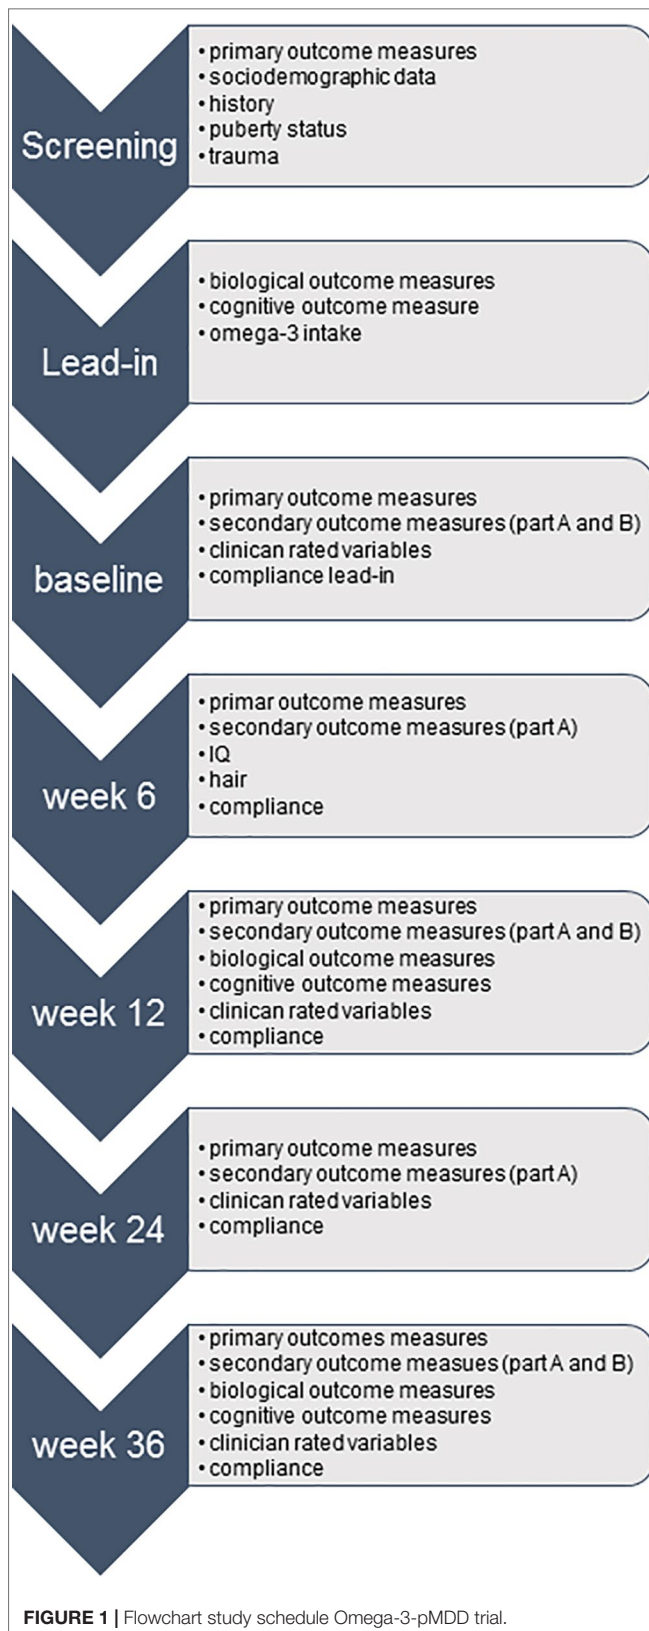 Screening
• primary outcome measures
• sociodemographic data
• history
• puberty status
• trauma
Lead-in
• biological outcome measures
• cognitive outcome measure
• omega-3 intake
baseline
• primary outcome measures
• secondary outcome measures (part A and B)
• clinican rated variables
• compliance lead-in
week 6
• primar outcome measures
• secondary outcome measures (part A)
• IQ
• hair
• compliance
week 12
• primary outcome measures
• secondary outcome measures (part A and B)
• biological outcome measures
• cognitive outcome measures
• clinican rated variables
• compliance
week 24
• primary outcome measures
• secondary outcome measures (part A)
• clinican rated variables
• compliance
week 36
• primary outcomes measures
• secondary outcome measues (part A and B)
• biological outcome measures
• cognitive outcome measures
• clinician rated variables
• compliance
FIGURE 1 | Flowchart study schedule Omega-3-pMDD trial.